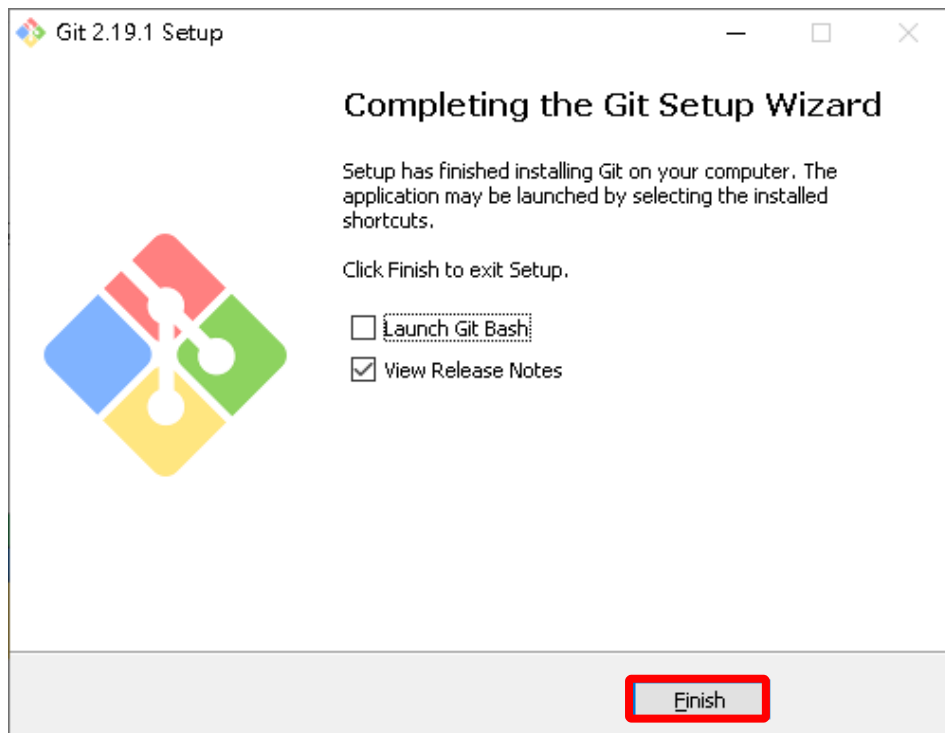 Git 2.19.1 Setup
Completing the Git Setup Wizard
Setup has finished installing Git on your computer. The
application may be launched by selecting the installed
shortcuts.
Click Finish to exit Setup.
Launch Git Bash
View Release Notes
Finish